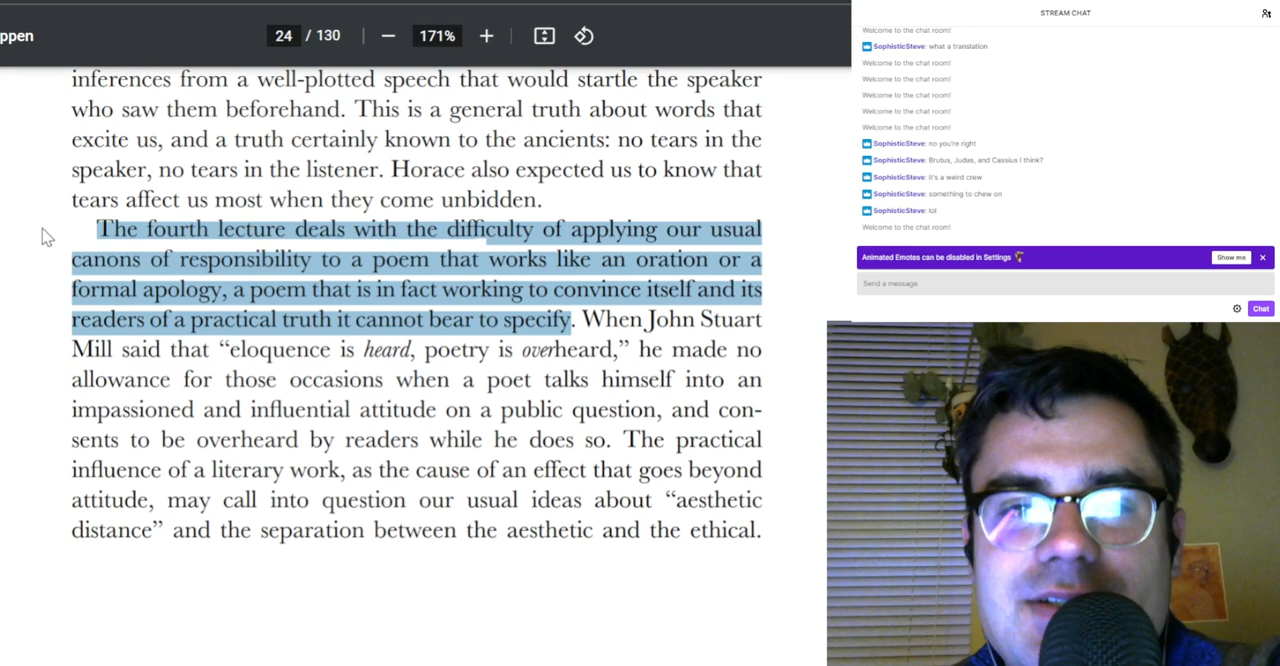 ppen
24 / 130
171%
inferences from a well-plotted speech that would startle the speaker
who saw them beforehand. This is a general truth about words that
excite us, and a truth certainly known to the ancients: no tears in the
speaker, no tears in the listener. Horace also expected us to know that
tears affect us most when they come unbidden.
The fourth lecture deals with the difficulty of applying our usual
canons of responsibility to a poem that works like an oration or a
formal apology, a poem that is in fact working to convince itself and its
readers of a practical truth it cannot bear to specify. When John Stuart
Mill said that “eloquence is heard, poetry is overheard,” he made no
allowance for those occasions when a poet talks himself into an
impassioned and influential attitude on a public question, and con-
sents to be overheard by readers while he does so. The practical
influence of a literary work, as the cause of an effect that goes beyond
attitude, may call into question our usual ideas about “aesthetic
distance” and the separation between the aesthetic and the ethical.
STREAM CHAT
Welcome to the chat room!
SophisticSteve: what a translation
Welcome to the chat room!
Welcome to the chat room!
Welcome to the chat room!
Welcome to the chat room!
Welcome to the chat room!
SophisticSteve: no you're right
SophisticSteve: Brutus, Judas, and Cassius I think?
SophisticSteve: It's a weird crew
SophisticSteve: something to chew on
SophisticSteve: lol
Welcome to the chat room!
Animated Emotes can be disabled in Settings
Show me
Send a message
Chat